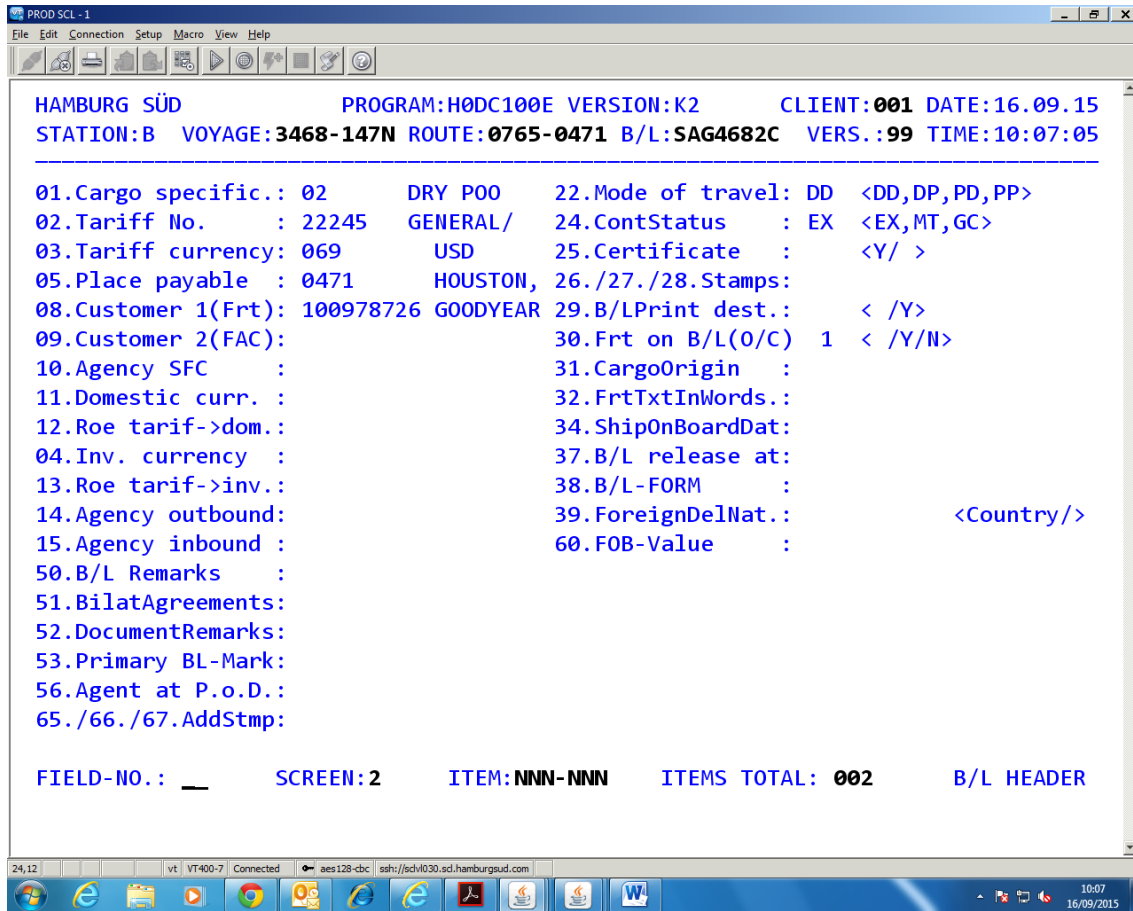 PROD SCL - 1
File Edit Connection Setup Macro View Help
HAMBURG SÜD PROGRAM:H0DC100E VERSION:K2 CLIENT:001 DATE:16.09.15
STATION:B VOYAGE:3468-147N ROUTE:0765-0471 B/L:SAG4682C VERS.:99 TIME:10:07:05
01.Cargo specific.: 02 DRY POO 22.Mode of travel: DD <DD,DP,PD,PP>
02.Tariff No. : 22245 GENERAL/ 24.ContStatus : EX <EX,MT,GC>
03.Tariff currency: 069 USD 25.Certificate : <Y/ >
05.Place payable : 0471 HOUSTON, 26./27./28.Stamps:
08.Customer 1(Frt): 100978726 GOODYEAR 29.B/LPrint dest.: < /Y>
09.Customer 2(FAC): 30.Frt on B/L(O/C) 1 < /Y/N>
10.Agency SFC : 31.CargoOrigin :
11.Domestic curr. : 32.FrtTxtInWords.:
12.Roe tarif->dom.: 34.ShipOnBoardDat:
04.Inv. currency : 37.B/L release at:
13.Roe tarif->inv.: 38.B/L-FORM :
14.Agency outbound: 39.ForeignDelNat.: <Country/>
15.Agency inbound : 60.FOB-Value :
50.B/L Remarks :
51.BilatAgreements:
52.DocumentRemarks:
53.Primary BL-Mark:
56.Agent at P.o.D.:
65./66./67.AddStmp:
FIELD-NO.: __ SCREEN:2 ITEM:NNN-NNN ITEMS TOTAL: 002 B/L HEADER
24,12 vt VT400-7 Connected aes128-cbc ssh://sclvl030.scl.hamburgsud.com
10:07
16/09/2015